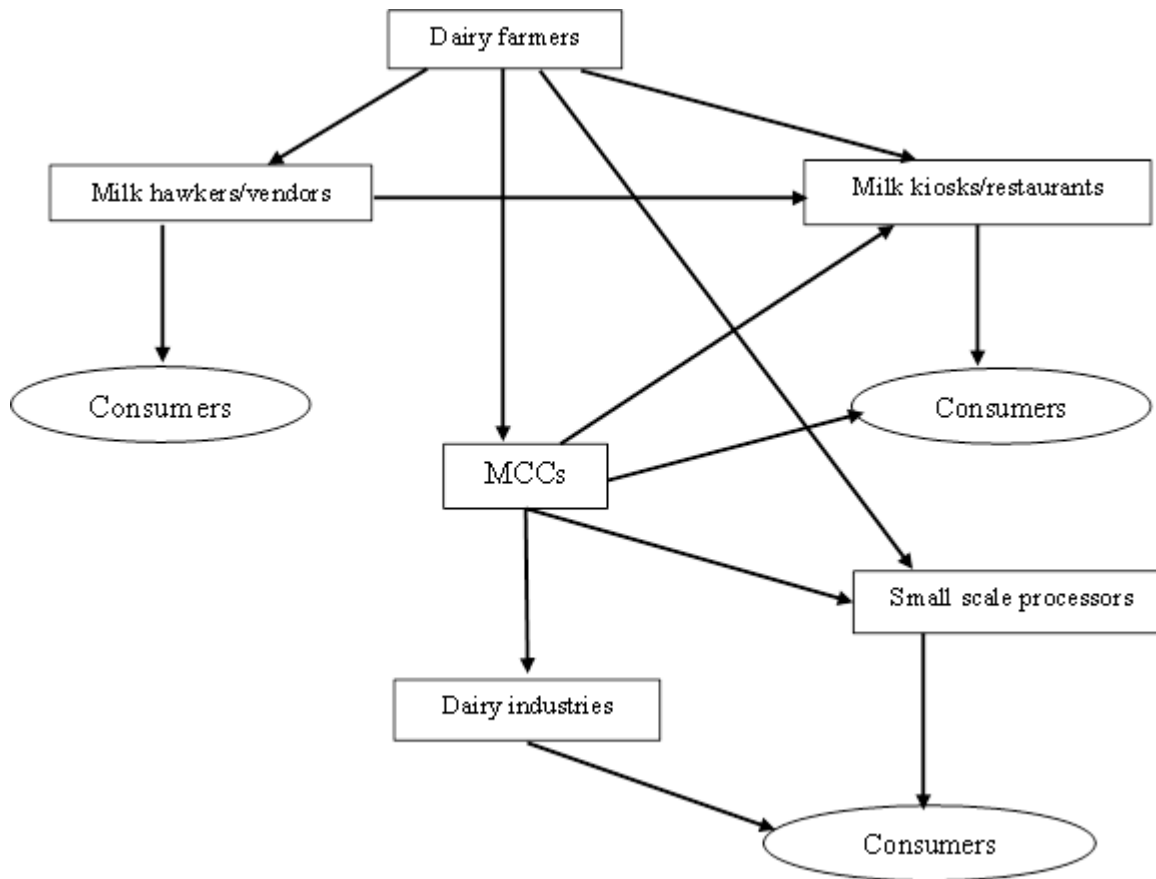 Dairy farmers
Milk hawkers/vendors
Milk kiosks/restaurants
Consumers
Consumers
MCCs
Small scale processors
Dairy industries
Consumers